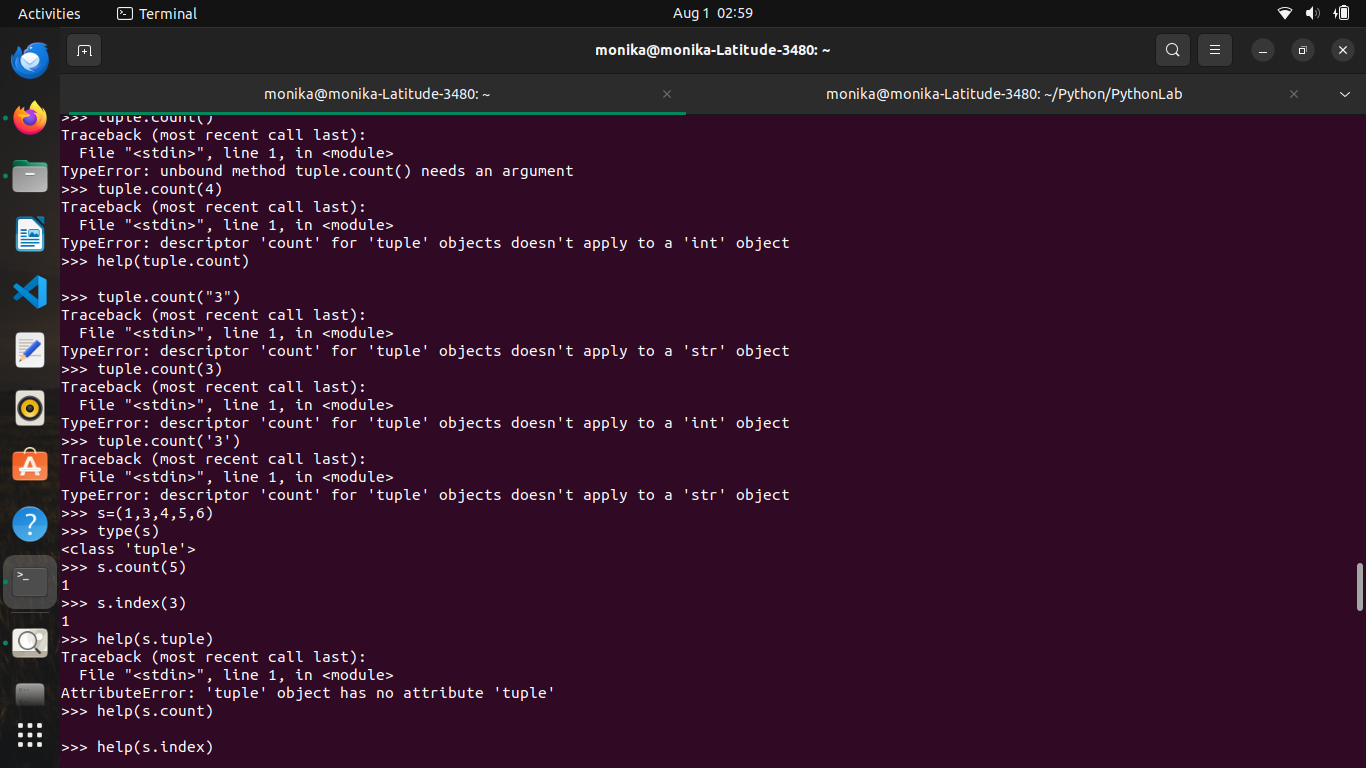 Activities
Terminal
Aug 1 02:59
monika@monika-Latitude-3480: ~
monika@monika-Latitude-3480: ~
monika@monika-Latitude-3480: ~/Python/PythonLab
>>> tuple.count()
Traceback (most recent call last):
  File "<stdin>", line 1, in <module>
TypeError: unbound method tuple.count() needs an argument
>>> tuple.count(4)
Traceback (most recent call last):
  File "<stdin>", line 1, in <module>
TypeError: descriptor 'count' for 'tuple' objects doesn't apply to a 'int' object
>>> help(tuple.count)
>>> tuple.count("3")
Traceback (most recent call last):
  File "<stdin>", line 1, in <module>
TypeError: descriptor 'count' for 'tuple' objects doesn't apply to a 'str' object
>>> tuple.count(3)
Traceback (most recent call last):
  File "<stdin>", line 1, in <module>
TypeError: descriptor 'count' for 'tuple' objects doesn't apply to a 'int' object
>>> tuple.count('3')
Traceback (most recent call last):
  File "<stdin>", line 1, in <module>
TypeError: descriptor 'count' for 'tuple' objects doesn't apply to a 'str' object
>>> s=(1,3,4,5,6)
>>> type(s)
<class 'tuple'>
>>> s.count(5)
1
>>> s.index(3)
1
>>> help(s.tuple)
Traceback (most recent call last):
  File "<stdin>", line 1, in <module>
AttributeError: 'tuple' object has no attribute 'tuple'
>>> help(s.count)
>>> help(s.index)